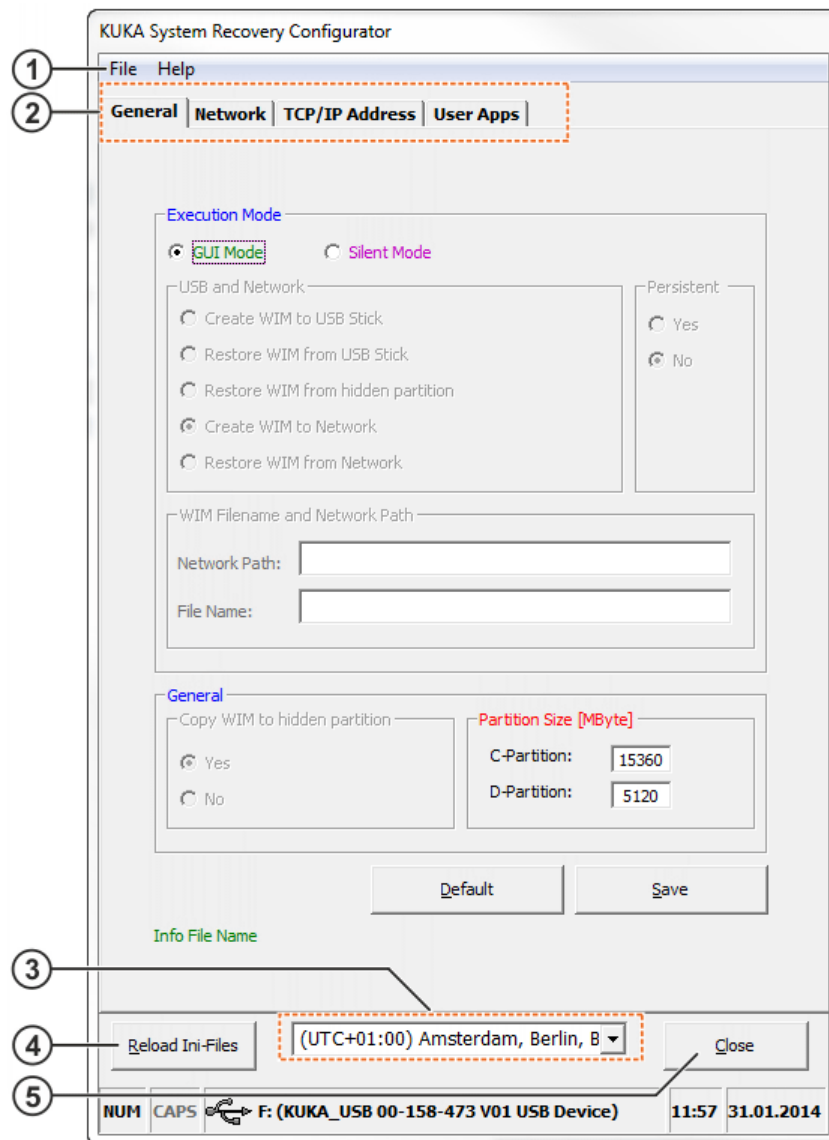 KUKA System Recovery Configurator
1
File Help
2
General Network TCP/IP Address User Apps
Execution Mode
GUI Mode Silent Mode
USB and Network Persistent
Create WIM to USB Stick Yes
Restore WIM from USB Stick No
Restore WIM from hidden partition
Create WIM to Network
Restore WIM from Network
WIM Filename and Network Path
Network Path:
File Name:
General
Copy WIM to hidden partition Partition Size [MByte]
Yes C-Partition: 15360
No D-Partition: 5120
Default Save
Info File Name
3
4
Reload Ini-Files (UTC+01:00) Amsterdam, Berlin, B Close
5
NUM CAPS F: (KUKA_USB 00-158-473 V01 USB Device) 11:57 31.01.2014